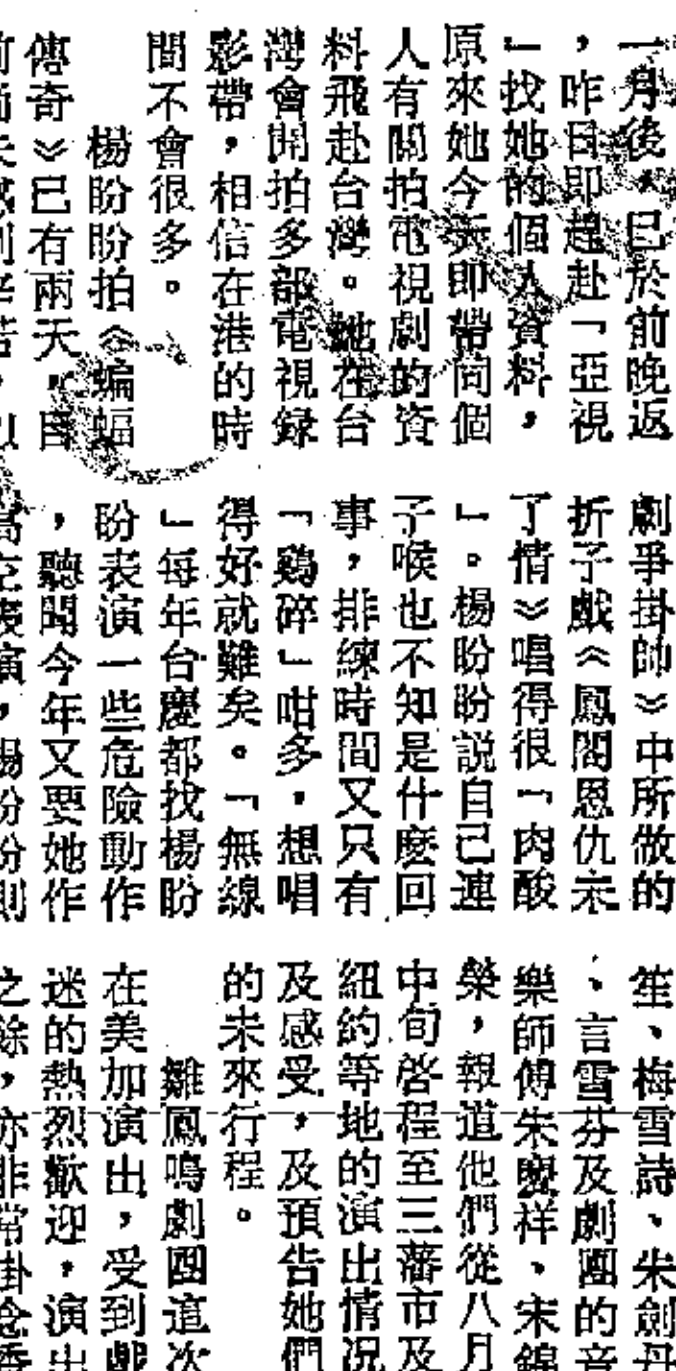 一月後，已於前晚返
，昨日即趕赴「亞視
」找她的個人資料，
原來她今天即帶同個
人有關拍電視劇的資
料飛赴台灣。她在台
灣會開拍多部電視録
影帶，相信在港的時
間不會很多。
楊盼盼拍《蝙蝠
傳奇》已有兩天，
劇爭掛帥》中所做的
折子戲《鳳閣恩仇未
了情》唱得很「肉酸
」。楊盼盼説自己連
子喉也不知是什麽回
事，排練時間又只有
「鷄碎」咁多，想唱
得好就難矣。「無線
」每年台慶都找楊盼
盼表演一些危險動作
，聽聞今年又要她作
，楊盼盼則
笙、梅雪詩、朱劍丹
、言雪芬及劇團的音
樂師傅朱慶祥、宋錦
榮，報道他們從八月
中旬啓程至三藩市及
紐約等地的演出情况
及感受，及預告她們
的未來行程。
雛鳳鳴劇團這次
在美加演出，受到戲
迷的熱烈歡迎，演出
之餘，亦非常掛念香